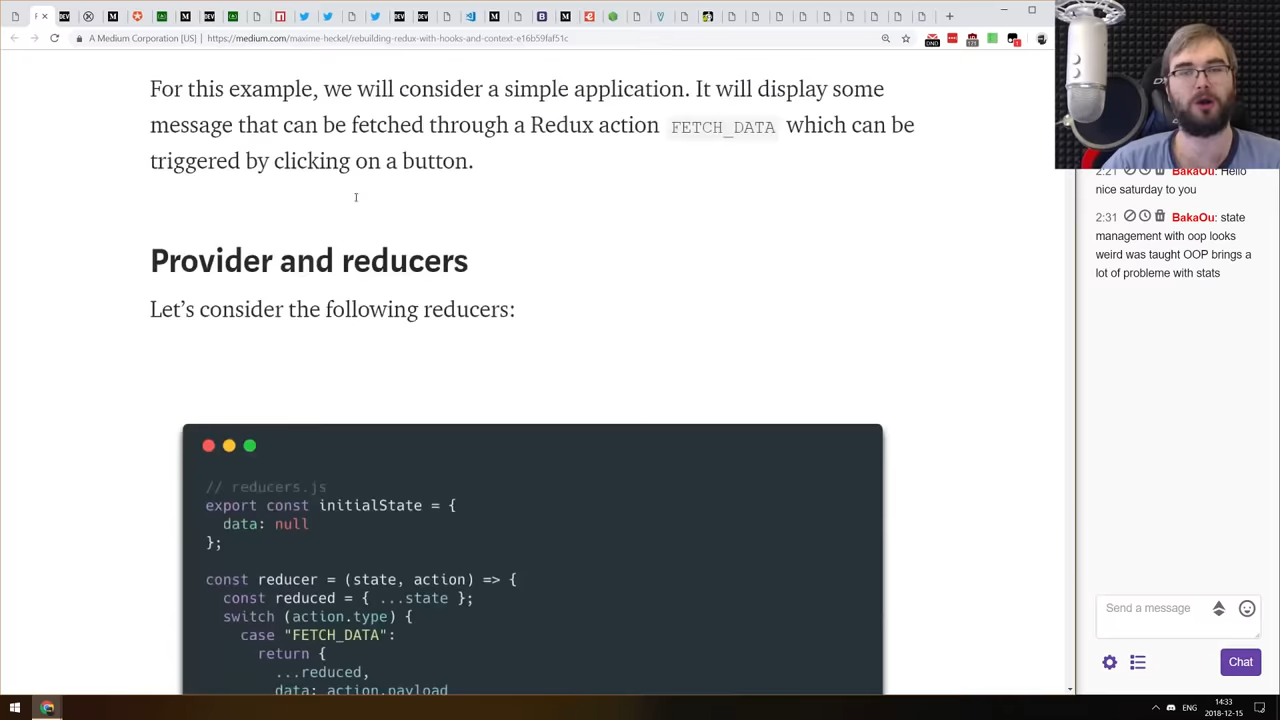 A Medium Corporation [US] | https://medium.com/maxime-heckel/rebuilding-redux-with-hooks-and-context-e16b59faf51c
For this example, we will consider a simple application. It will display some
message that can be fetched through a Redux action FETCH_DATA which can be
triggered by clicking on a button.
Provider and reducers
Let’s consider the following reducers:
// reducers.js
export const initialState = {
data: null
};
const reducer = (state, action) => {
const reduced = { ...state };
switch (action.type) {
case "FETCH_DATA":
return {
...reduced,
data: action.payload
2:21 BakaOu: Hello
nice saturday to you
2:31 BakaOu: state
management with oop looks
weird was taught OOP brings a
lot of probleme with stats
Send a message
Chat
ENG
14:33
2018-12-15